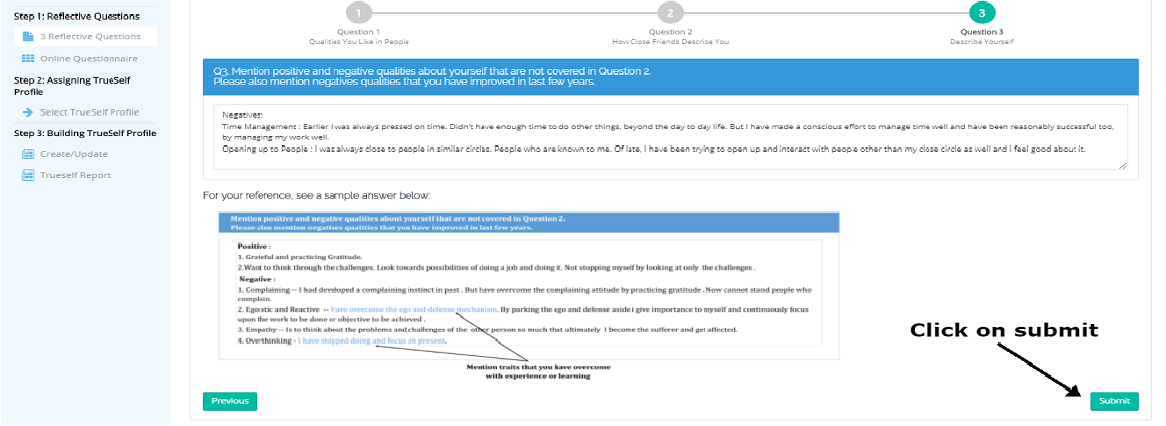 Step 1: Reflective Questions
3 Reflective Questions
Online Questionnaire
Step 2: Assigning TrueSelf
Profile
Select TrueSelf Profile
Step 3: Building TrueSelf Profile
Create/Update
Trueself Report
1
2
3
Question 1
Qualities You Like in People
Question 2
How Close Friends Describe You
Question 3
Describe Yourself
Q3. Mention positive and negative qualities about yourself that are not covered in Question 2.
Please also mention negatives qualities that you have improved in last few years.
Negatives:
Time Management : Earlier I was always pressed on time. Didn't have enough time to do other things, beyond the day to day life. But I have made a conscious effort to manage time well and have been reasonably successful too,
by managing my work well.
Opening up to People : I was always close to people in similar circles. People who are known to me. Of late, I have been trying to open up and interact with people other than my close circle as well and I feel good about it.
For your reference, see a sample answer below:
Mention positive and negative qualities about yourself that are not covered in Question 2.
Please also mention negatives qualities that you have improved in last few years.
Positive :
1. Grateful and practicing Gratitude.
2.Want to think through the challenges. Look towards possibilities of doing a job and doing it. Not stopping myself by looking at only the challenges .
Negative :
1. Complaining -- I had developed a complaining instinct in past . But have overcome the complaining attitude by practicing gratitude . Now cannot stand people who
complain.
2. Egoistic and Reactive -- Have overcome the ego and defense mechanism. By parking the ego and defense aside i give importance to myself and continuously focus
upon the work to be done or objective to be achieved .
3. Empathy -- Is to think about the problems and challenges of the other person so much that ultimately I become the sufferer and get affected.
4. Overthinking - I have stopped doing and focus on present.
Mention traits that you have overcome
with experience or learning
Click on submit
Previous
Submit